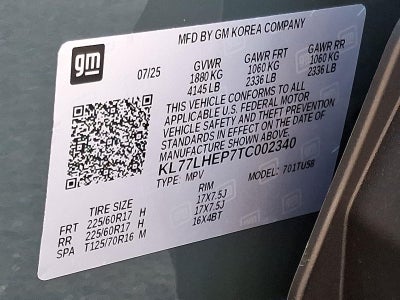 gm
MFD BY GM KOREA COMPANY
07/25 GVWR GAWR FRT GAWR RR
1880 KG 1060 KG 1060 KG
4145 LB 2336 LB 2336 LB
THIS VEHICLE CONFORMS TO ALL
APPLICABLE U.S. FEDERAL MOTOR
VEHICLE SAFETY AND THEFT PREVENTION
STANDARDS IN EFFECT ON THE DATE OF
MANUFACTURE SHOWN ABOVE.
KL77LHEP7TC002340
TYPE: MPV MODEL: 701TU58
TIRE SIZE RIM
FRT 225/60R17 H 17X7.5J
RR 225/60R17 H 17X7.5J
SPA T125/70R16 M 16X4BT